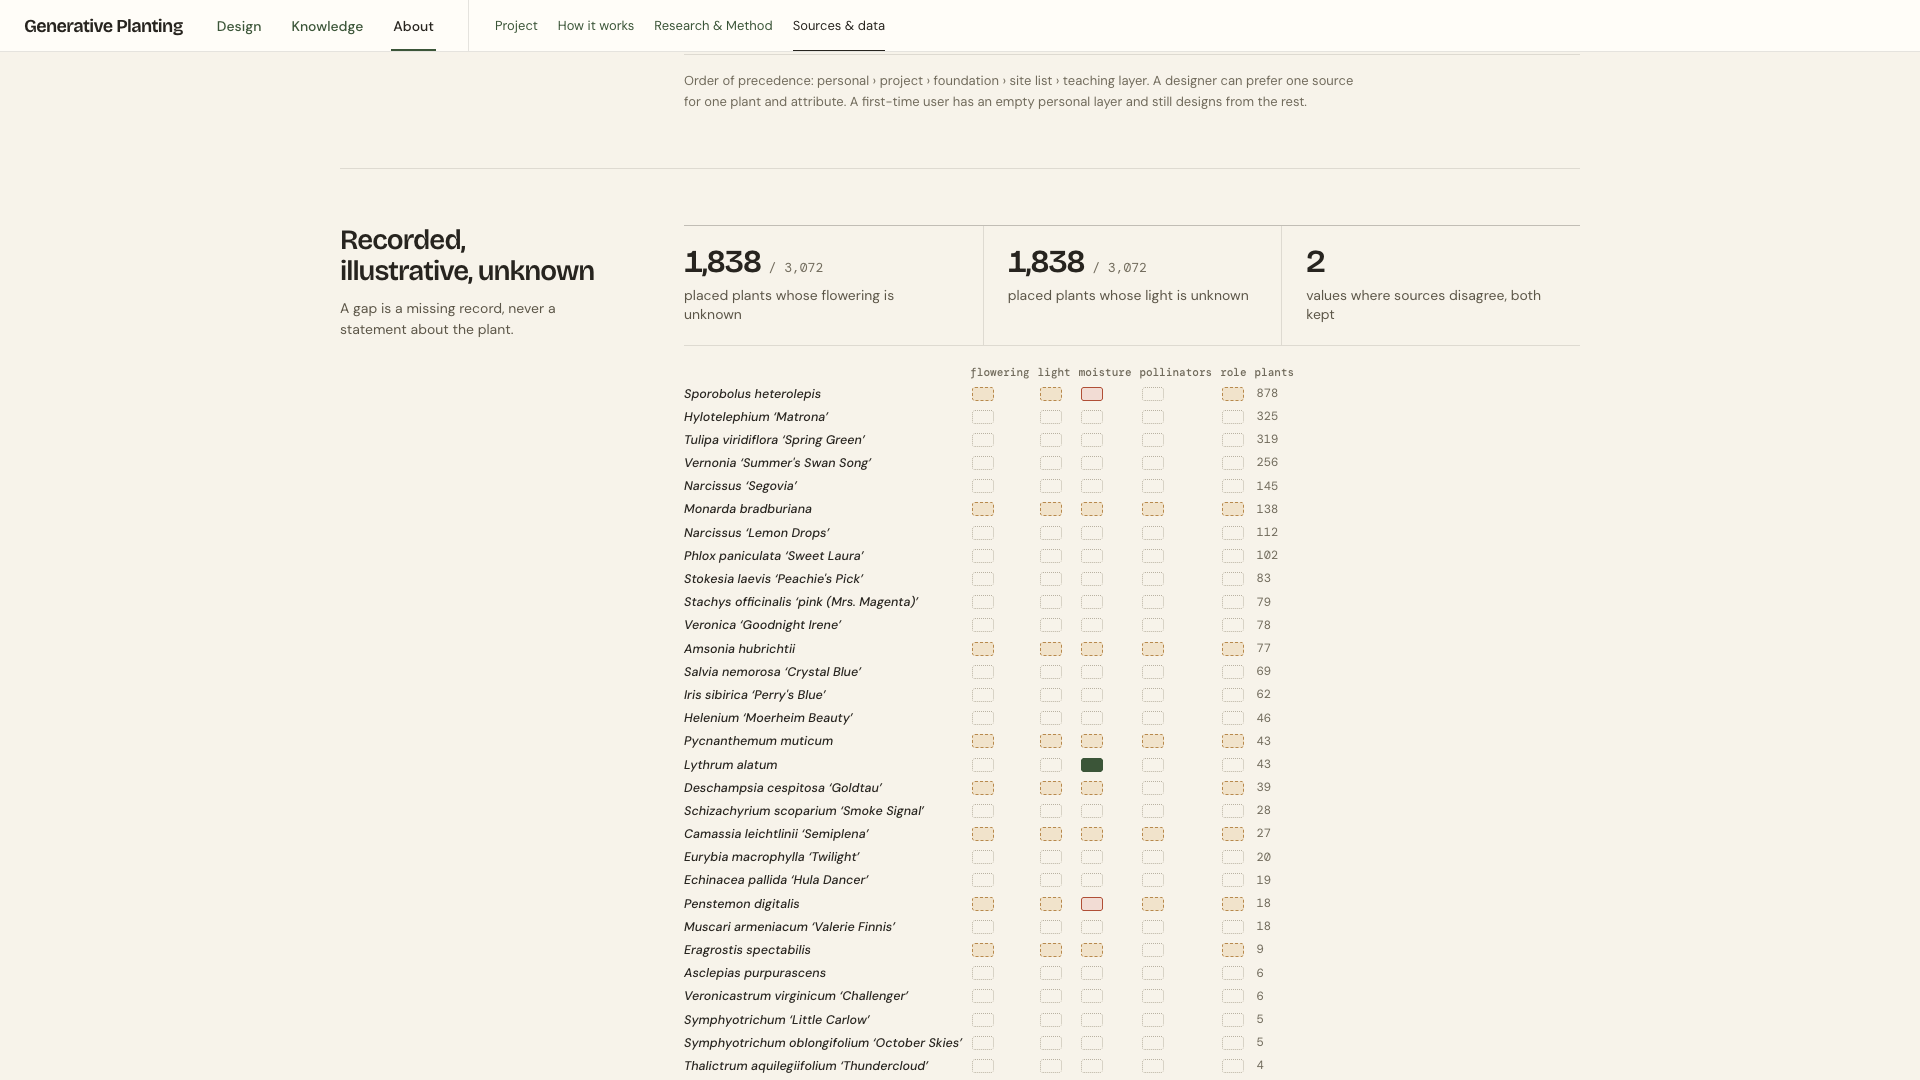 Generative Planting Design Knowledge About Project How it works Research & Method Sources & data
Order of precedence: personal › project › foundation › site list › teaching layer. A designer can prefer one source
for one plant and attribute. A first-time user has an empty personal layer and still designs from the rest.
Recorded,
illustrative, unknown
A gap is a missing record, never a
statement about the plant.
1,838 / 3,072
placed plants whose flowering is
unknown
1,838 / 3,072
placed plants whose light is unknown
2
values where sources disagree, both
kept
flowering light moisture pollinators role plants
Sporobolus heterolepis 878
Hylotelephium ‘Matrona’ 325
Tulipa viridiflora ‘Spring Green’ 319
Vernonia ‘Summer's Swan Song’ 256
Narcissus ‘Segovia’ 145
Monarda bradburiana 138
Narcissus ‘Lemon Drops’ 112
Phlox paniculata ‘Sweet Laura’ 102
Stokesia laevis ‘Peachie's Pick’ 83
Stachys officinalis ‘pink (Mrs. Magenta)’ 79
Veronica ‘Goodnight Irene’ 78
Amsonia hubrichtii 77
Salvia nemorosa ‘Crystal Blue’ 69
Iris sibirica ‘Perry's Blue’ 62
Helenium ‘Moerheim Beauty’ 46
Pycnanthemum muticum 43
Lythrum alatum 43
Deschampsia cespitosa ‘Goldtau’ 39
Schizachyrium scoparium ‘Smoke Signal’ 28
Camassia leichtlinii ‘Semiplena’ 27
Eurybia macrophylla ‘Twilight’ 20
Echinacea pallida ‘Hula Dancer’ 19
Penstemon digitalis 18
Muscari armeniacum ‘Valerie Finnis’ 18
Eragrostis spectabilis 9
Asclepias purpurascens 6
Veronicastrum virginicum ‘Challenger’ 6
Symphyotrichum ‘Little Carlow’ 5
Symphyotrichum oblongifolium ‘October Skies’ 5
Thalictrum aquilegiifolium ‘Thundercloud’ 4